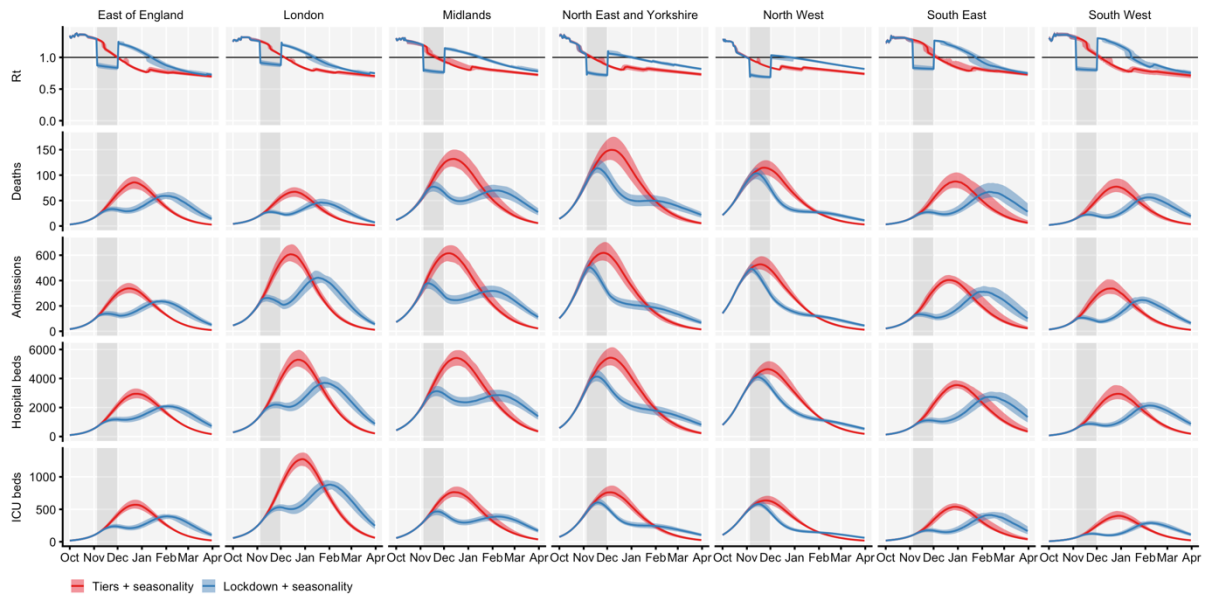 East of England London Midlands North East and Yorkshire North West South East South West
Rt
1.0
0.5
0.0
Deaths
150
100
50
0
Admissions
600
400
200
0
Hospital beds
6000
4000
2000
0
ICU beds
1000
500
0
Oct Nov Dec Jan Feb Mar Apr Oct Nov Dec Jan Feb Mar Apr Oct Nov Dec Jan Feb Mar Apr Oct Nov Dec Jan Feb Mar Apr Oct Nov Dec Jan Feb Mar Apr Oct Nov Dec Jan Feb Mar Apr Oct Nov Dec Jan Feb Mar Apr
Tiers + seasonality Lockdown + seasonality